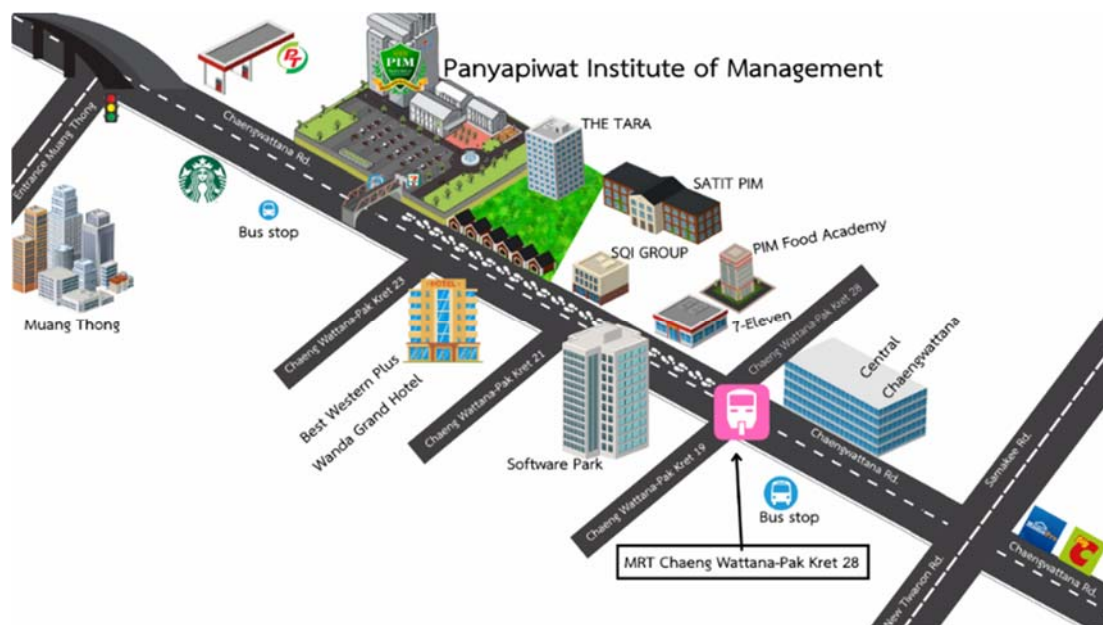 PT
PIM
Panyapiwat Institute of Management
THE TARA
Chaengwattana Rd.
Entrance Muang Thong
SATIT PIM
Bus stop
PIM Food Academy
SQI GROUP
HOTEL
Muang Thong
7-Eleven
Chaeng Wattana-Pak Kret 28
Chaeng Wattana-Pak Kret 23
Central
Chaengwattana
Best Western Plus
Wanda Grand Hotel
Chaeng Wattana-Pak Kret 21
Software Park
Chaengwattana Rd.
Samakee Rd.
Chaeng Wattana-Pak Kret 19
Bus stop
MRT Chaeng Wattana-Pak Kret 28
C
Chaengwattana Rd.
New Tiwanon Rd.